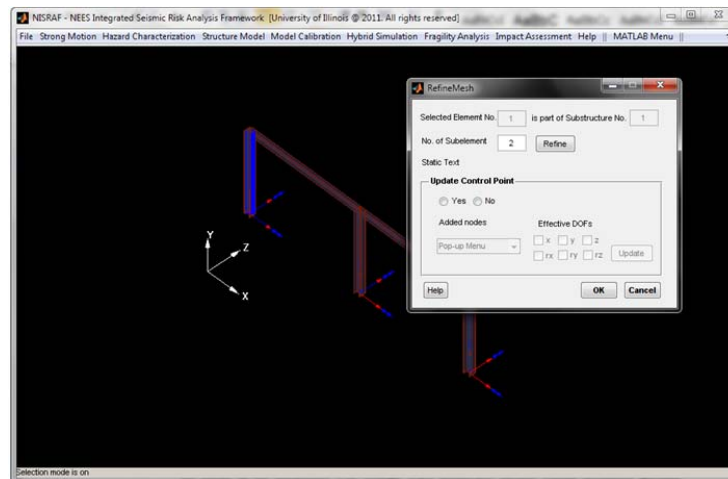 NISRAF - NEES Integrated Seismic Risk Analysis Framework [University of Illinois © 2011. All rights reserved]
File Strong Motion Hazard Characterization Structure Model Model Calibration Hybrid Simulation Fragility Analysis Impact Assessment Help || MATLAB Menu ||
RefineMesh
Selected Elememt No. 1 is part of Substructure No. 1
No. of Subelement 2 Refine
Static Text
Update Control Point
Yes No
Added nodes Effective DOFs
Pop-up Menu x y z
rx ry rz Update
Help OK Cancel
Y
Z
X
Selection mode is on